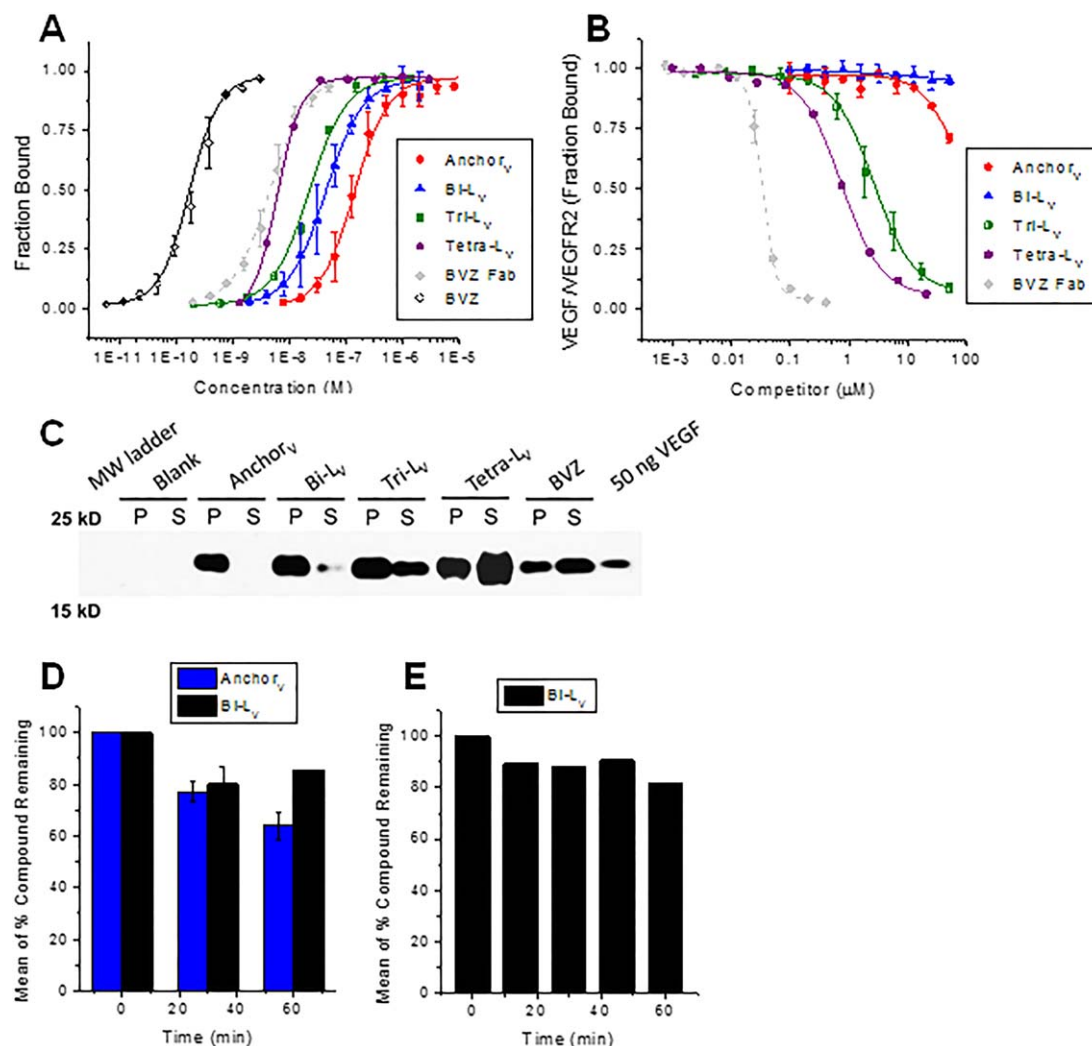 A
Fraction Bound
1.00
0.75
0.50
0.25
0.00
1E-11 1E-10 1E-9 1E-8 1E-7 1E-6 1E-5
Concentration (M)
Anchorv
Bi-Lv
Tri-Lv
Tetra-Lv
BVZ Fab
BVZ
B
VEGF/VEGFR2 (Fraction Bound)
1.00
0.75
0.50
0.25
0.00
1E-3 0.01 0.1 1 10 100
Competitor (μM)
Anchorv
Bi-Lv
Tri-Lv
Tetra-Lv
BVZ Fab
C
MW ladder Blank Anchorv Bi-Lv Tri-Lv Tetra-Lv BVZ 50 ng VEGF
25 kD P S P S P S P S P S P S
15 kD
D
Anchorv
Bi-Lv
Mean of % Compound Remaining
100
80
60
40
20
0
0 20 40 60
Time (min)
E
Bi-Lv
Mean of % Compound Remaining
100
80
60
40
20
0
0 20 40 60
Time (min)